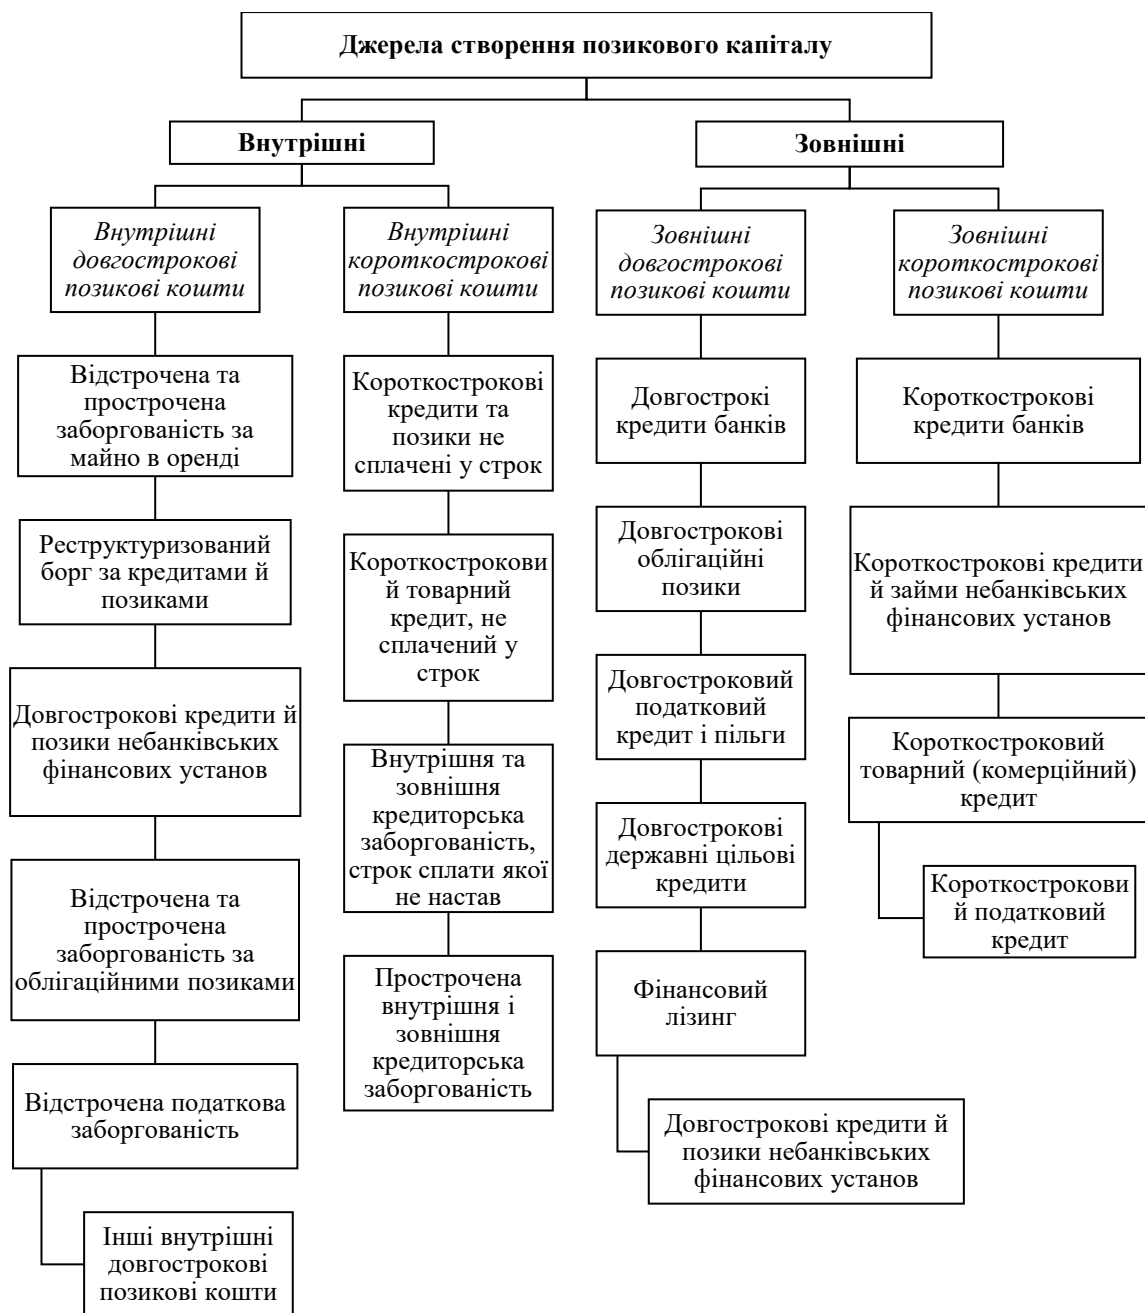 Джерела створення позикового капіталу
Внутрішні
Зовнішні
Внутрішні
довгострокові
позикові кошти
Внутрішні
короткострокові
позикові кошти
Зовнішні
довгострокові
позикові кошти
Зовнішні
короткострокові
позикові кошти
Відстрочена та
прострочена
заборгованість за
майно в оренді
Реструктуризований
борг за кредитами й
позиками
Довгострокові кредити й
позики небанківських
фінансових установ
Відстрочена та
прострочена
заборгованість за
облігаційними позиками
Відстрочена податкова
заборгованість
Інші внутрішні
довгострокові
позикові кошти
Короткострокові
кредити та
позики не
сплачені у строк
Короткострокови
й товарний
кредит, не
сплачений у
строк
Внутрішня та
зовнішня
кредиторська
заборгованість,
строк сплати якої
не настав
Прострочена
внутрішня і
зовнішня
кредиторська
заборгованість
Довгострокі
кредити банків
Довгострокові
облігаційні
позики
Довгостроковий
податковий
кредит і пільги
Довгострокові
державні цільові
кредити
Фінансовий
лізинг
Довгострокові кредити й
позики небанківських
фінансових установ
Короткострокові
кредити банків
Короткострокові кредити
й займи небанківських
фінансових установ
Короткостроковий
товарний (комерційний)
кредит
Короткострокови
й податковий
кредит